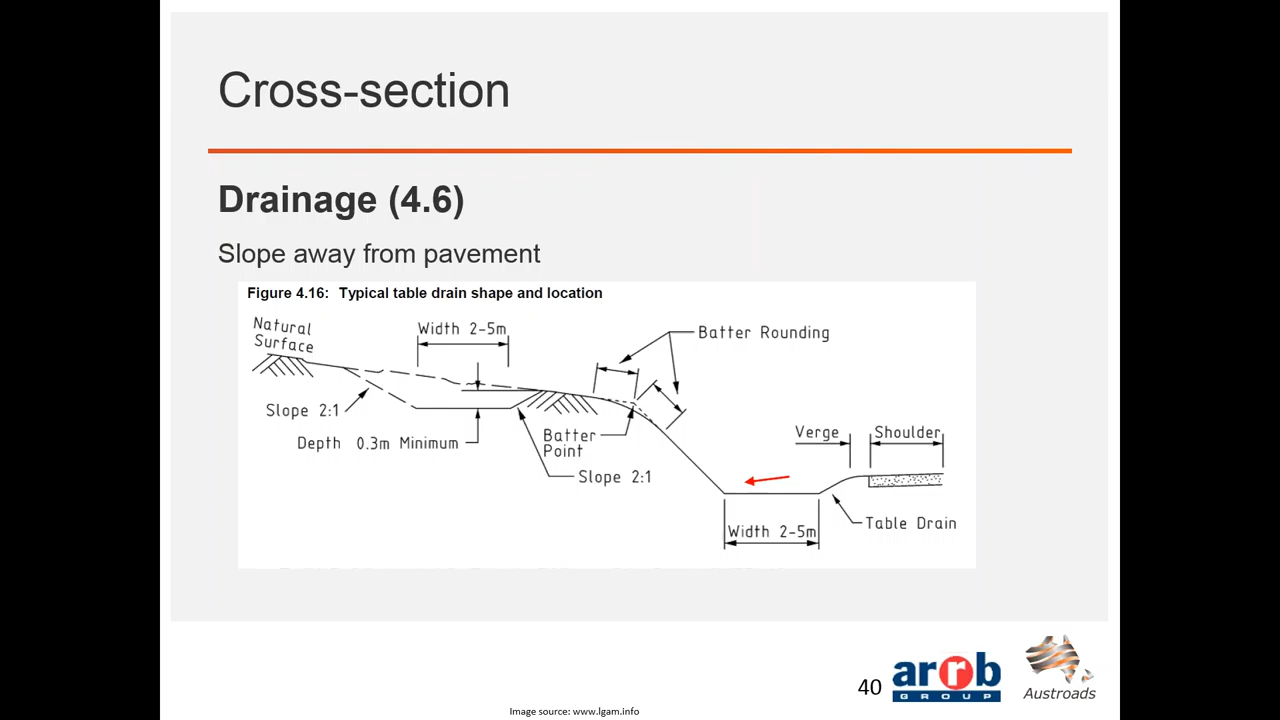 Cross-section
Drainage (4.6)
Slope away from pavement
Figure 4.16: Typical table drain shape and location
Natural
Surface
Width 2-5m
Batter Rounding
Slope 2:1
Depth 0.3m Minimum
Batter
Point
Slope 2:1
Verge
Shoulder
Table Drain
Width 2-5m
40
arrb
GROUP
Austroads
Image source: www.lgam.info